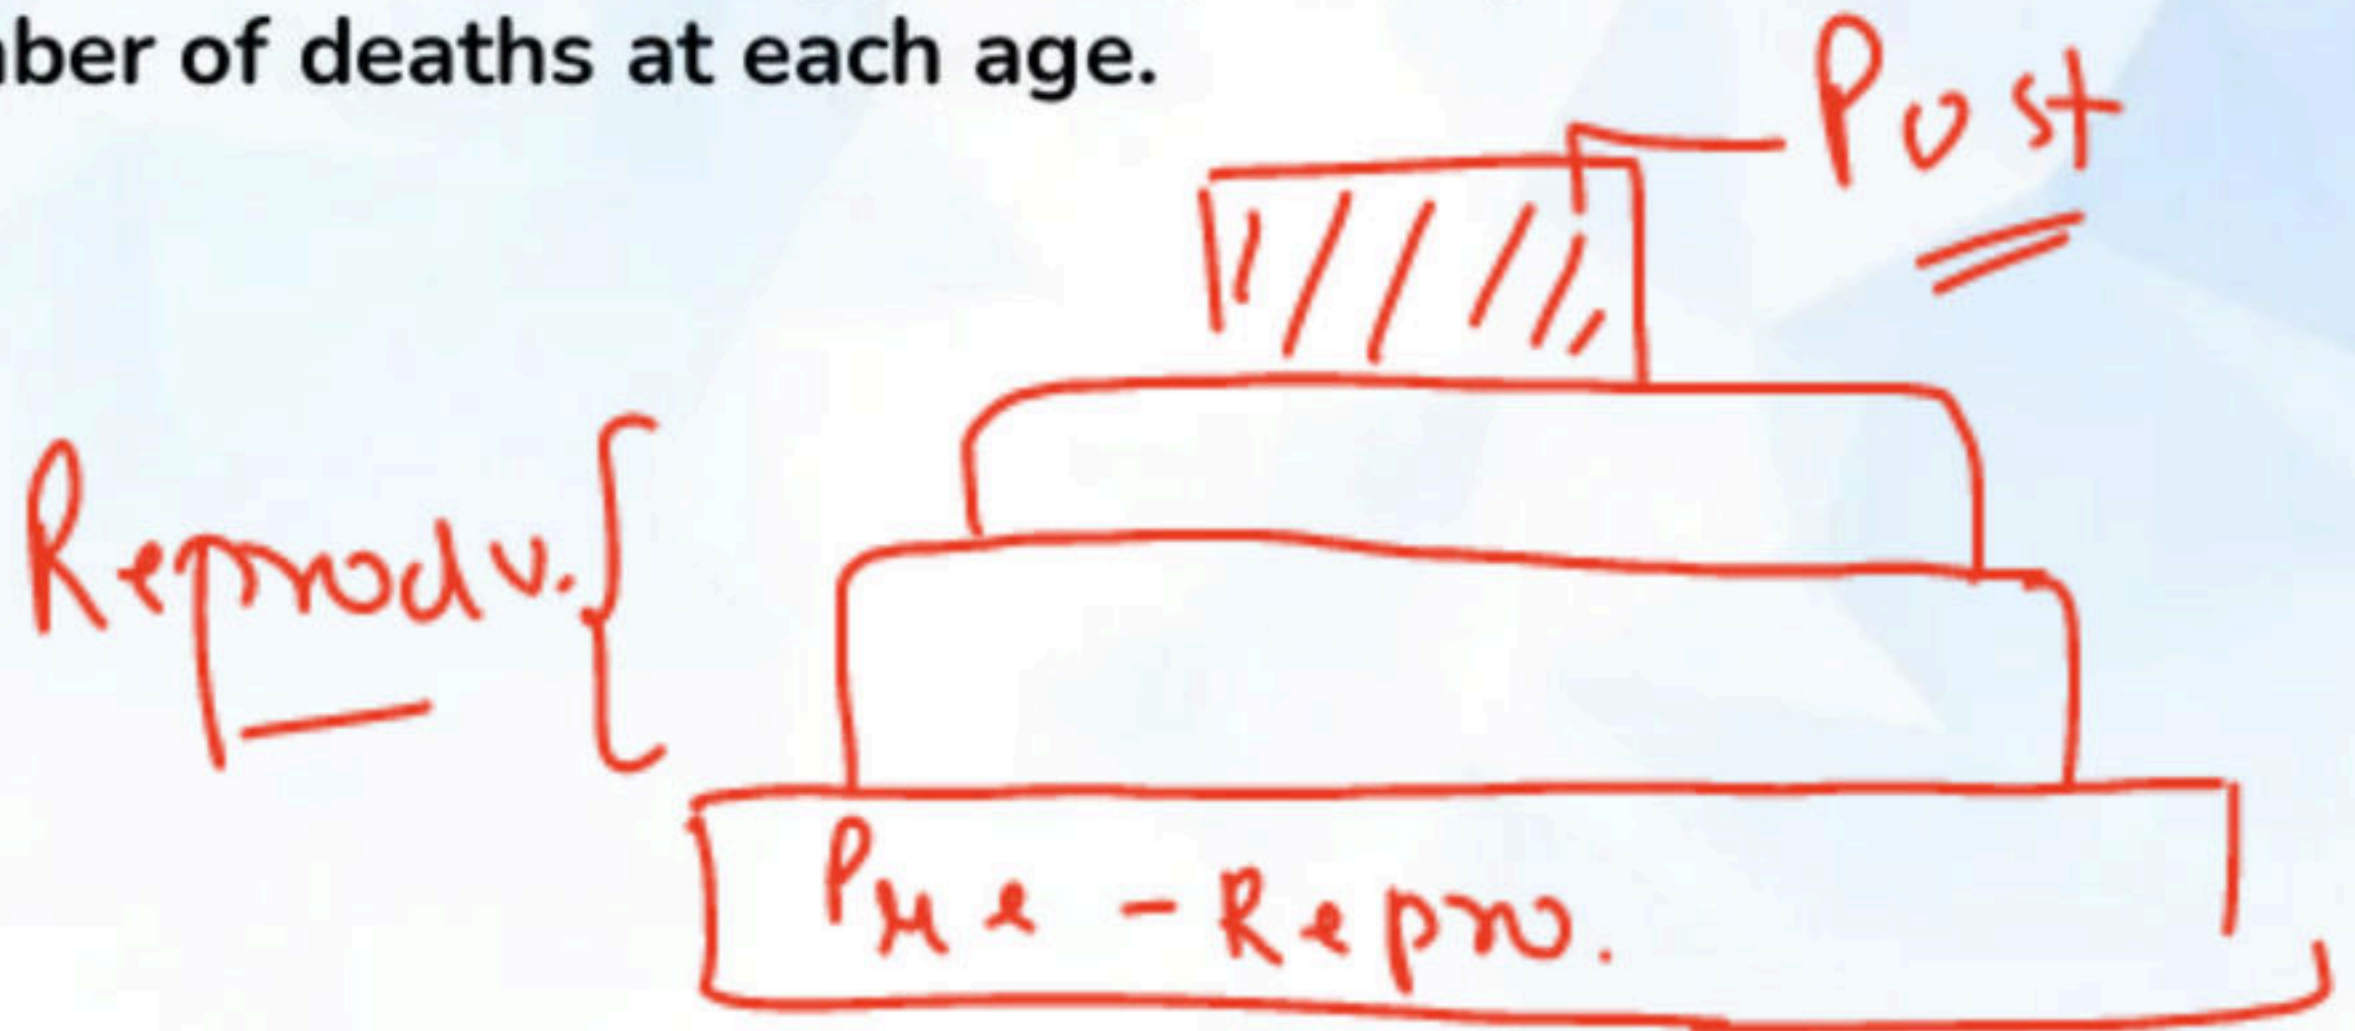 ber of deaths at each age.
Post
Reprodu.
Pre-Repro.